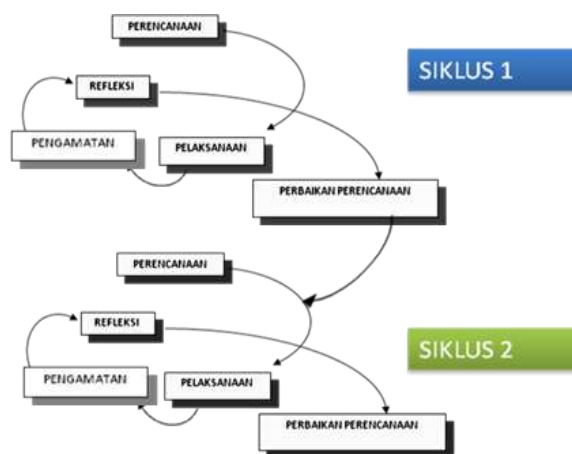 PERENCANAAN
SIKLUS 1
REFLEKSI
PENGAMATAN
PELAKSANAAN
PERBAIKAN PERENCANAAN
PERENCANAAN
REFLEKSI
SIKLUS 2
PENGAMATAN
PELAKSANAAN
PERBAIKAN PERENCANAAN